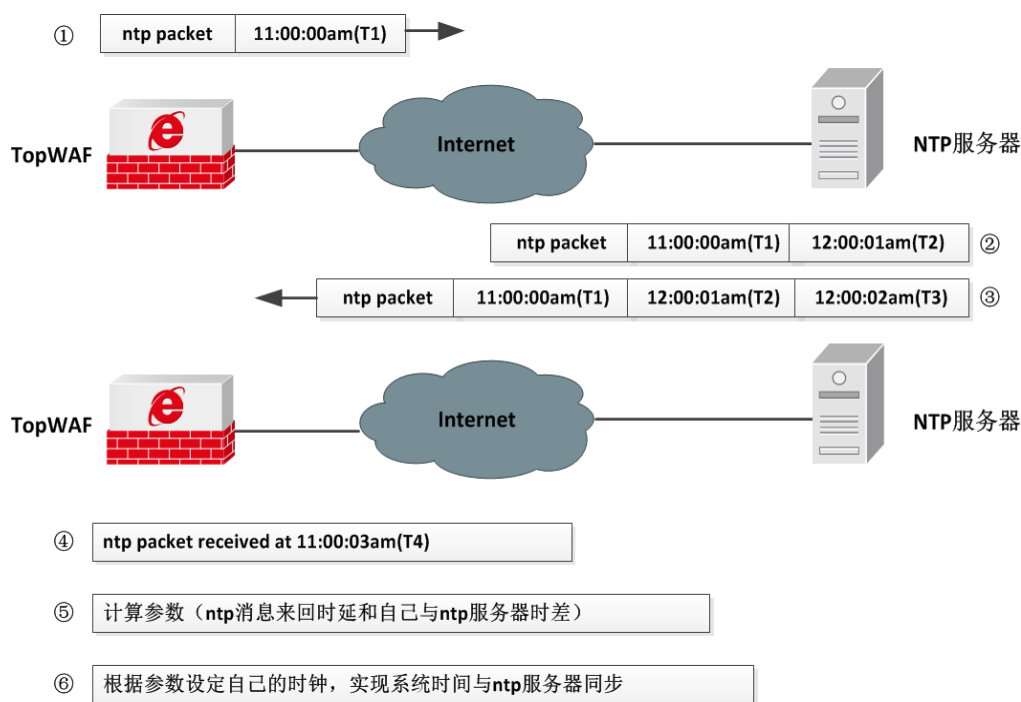 ① ntp packet 11:00:00am(T1)
TopWAF Internet NTP服务器
ntp packet 11:00:00am(T1) 12:00:01am(T2) ②
ntp packet 11:00:00am(T1) 12:00:01am(T2) 12:00:02am(T3) ③
TopWAF Internet NTP服务器
④ ntp packet received at 11:00:03am(T4)
⑤ 计算参数（ntp消息来回时延和自己与ntp服务器时差）
⑥ 根据参数设定自己的时钟，实现系统时间与ntp服务器同步